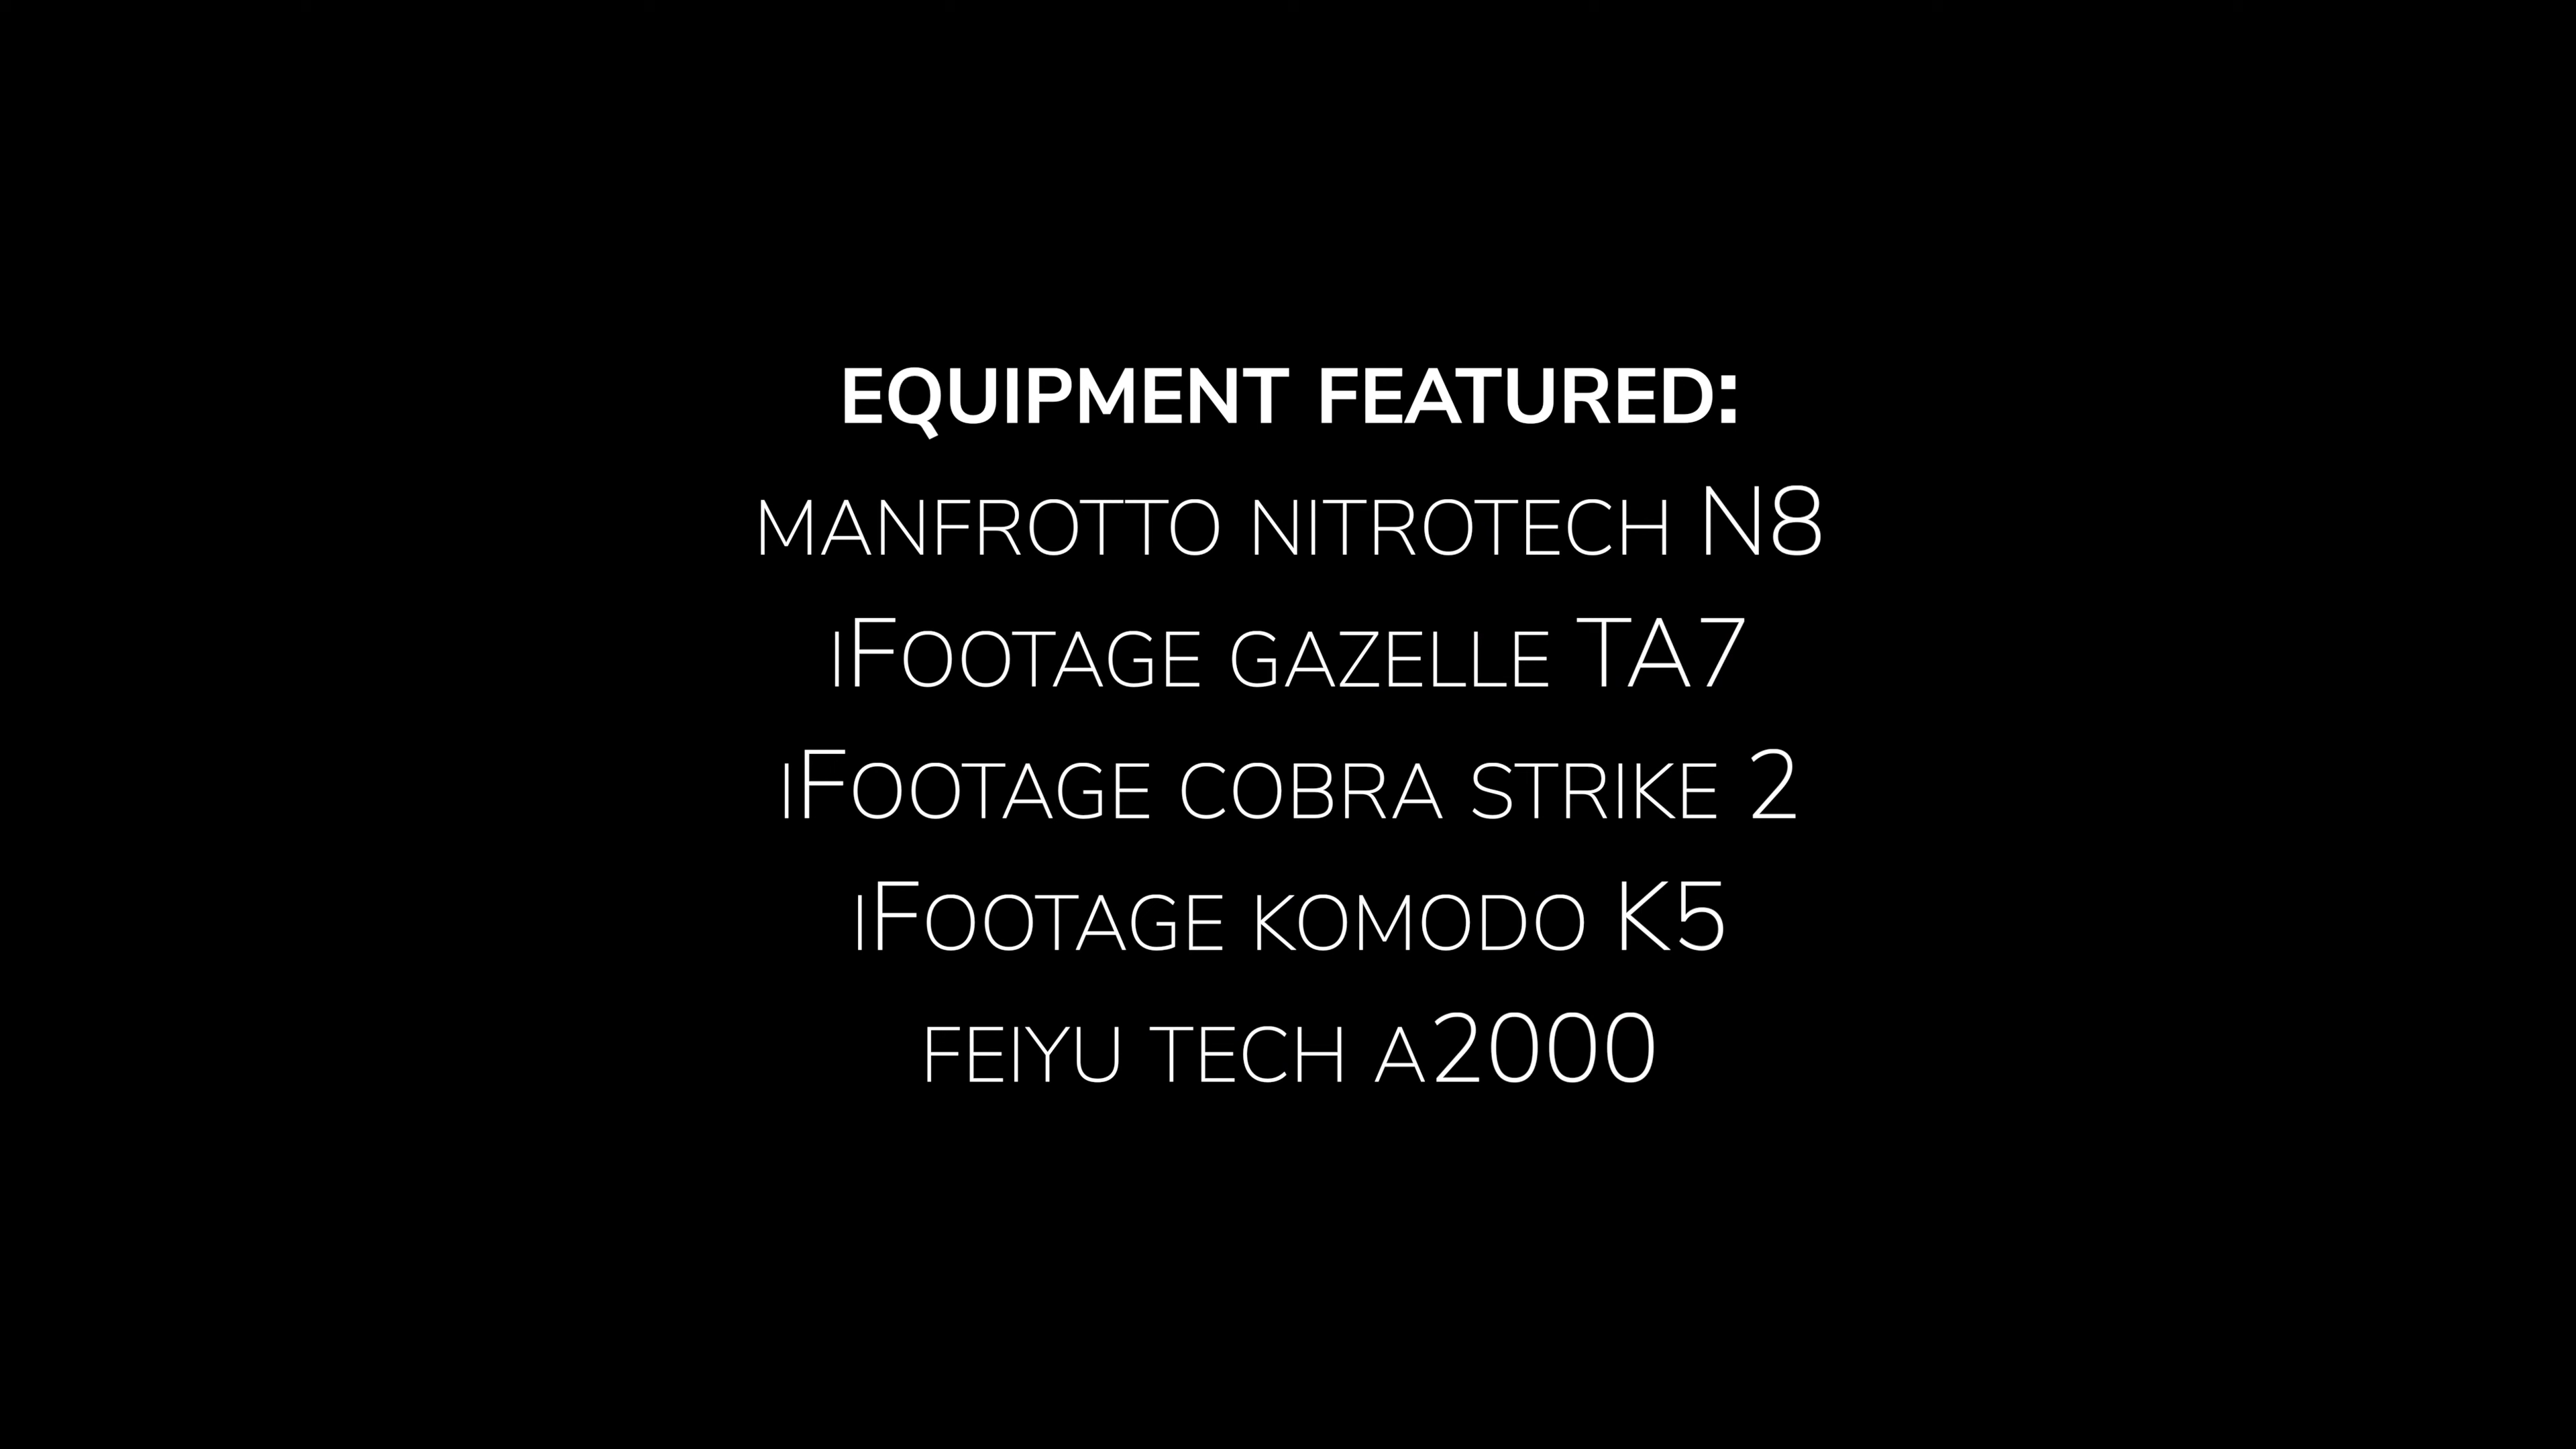 EQUIPMENT FEATURED:
MANFROTTO NITROTECH N8
IFOOTAGE GAZELLE TA7
IFOOTAGE COBRA STRIKE 2
IFOOTAGE KOMODO K5
FEIYU TECH A2000